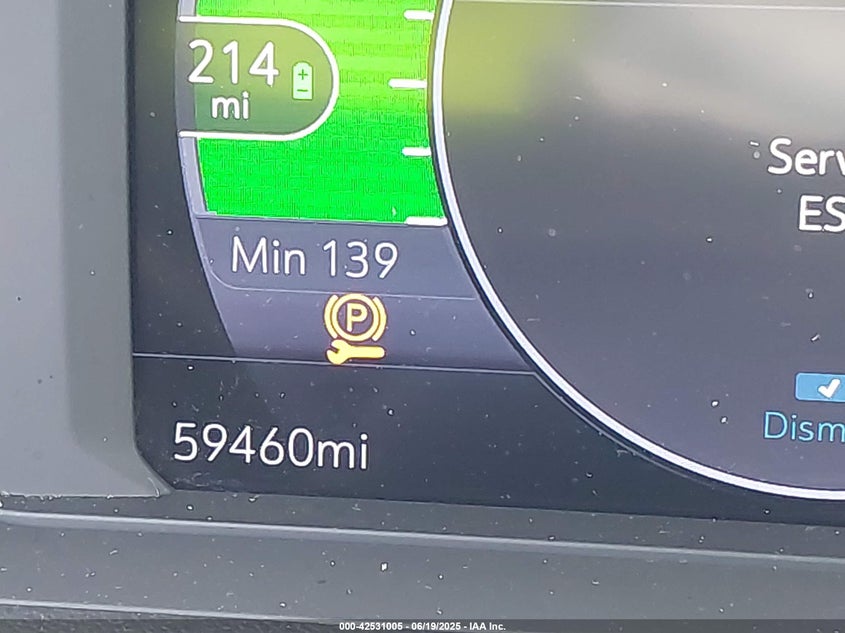 214
mi
Serv
ES
Min 139
P
Dism
59460mi
000-42531005 - 06/19/2025 - IAA Inc.